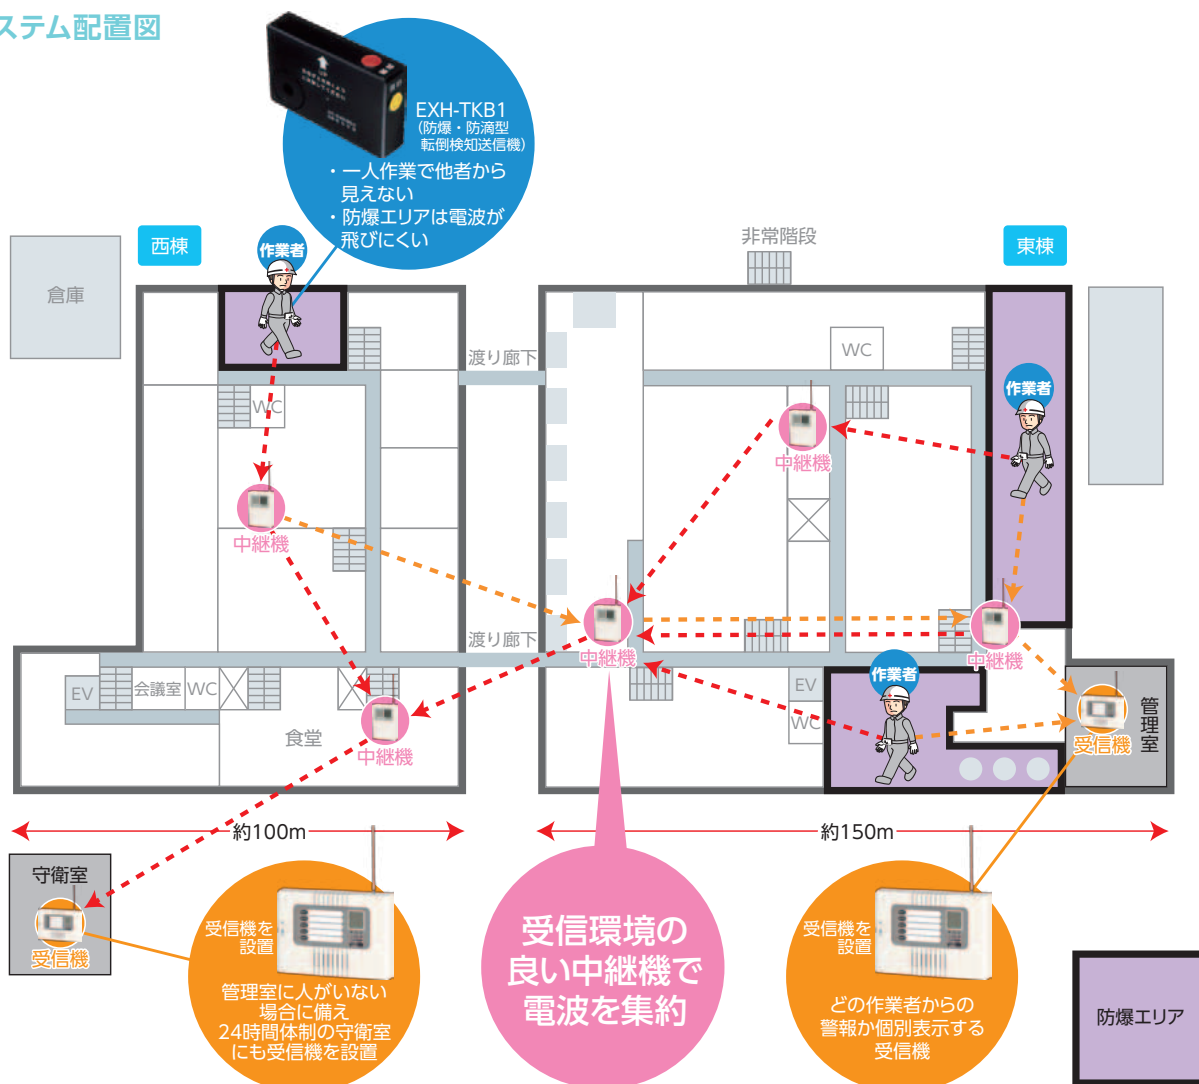 ステム配置図
EXH-TKB1
(防爆・防滴型
転倒検知送信機)
・一人作業で他者から
見えない
・防爆エリアは電波が
飛びにくい
西棟
作業者
非常階段
東棟
倉庫
渡り廊下
WC
作業者
WC
中継機
中継機
渡り廊下
中継機
中継機
作業者
EV
会議室
WC
EV
WC
食堂
中継機
受信機
管理室
約100m
約150m
守衛室
受信機
受信機を
設置
管理室に人がいない
場合に備え
24時間体制の守衛室
にも受信機を設置
受信環境の
良い中継機で
電波を集約
受信機を
設置
どの作業者からの
警報か個別表示する
受信機
防爆エリア